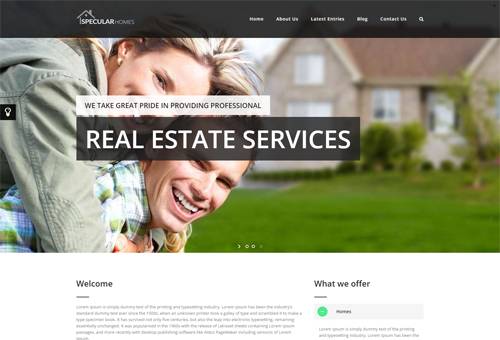 SPECULAR HOMES
Home About Us Latest Entries Blog Contact Us
WE TAKE GREAT PRIDE IN PROVIDING PROFESSIONAL
REAL ESTATE SERVICES
Welcome
Lorem ipsum is simply dummy text of the printing and typesetting industry. Lorem Ipsum has been the industry's
standard dummy text ever since the 1500s, when an unknown printer took a galley of type and scrambled it to make a
type specimen book. It has survived not only five centuries, but also the leap into electronic typesetting, remaining
essentially unchanged. It was popularised in the 1960s with the release of Letraset sheets containing Lorem Ipsum
passages, and more recently with desktop publishing software like Aldus PageMaker including versions of Lorem
Ipsum.
What we offer
Homes
Lorem ipsum is simply dummy text of the
printing and typesetting industry. Lorem